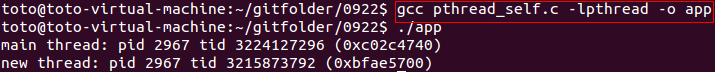 toto@toto-virtual-machine:~/gitfolder/0922$ gcc pthread_self.c -lpthread -o app
toto@toto-virtual-machine:~/gitfolder/0922$ ./app
main thread: pid 2967 tid 3224127296 (0xc02c4740)
new thread: pid 2967 tid 3215873792 (0xbfae5700)